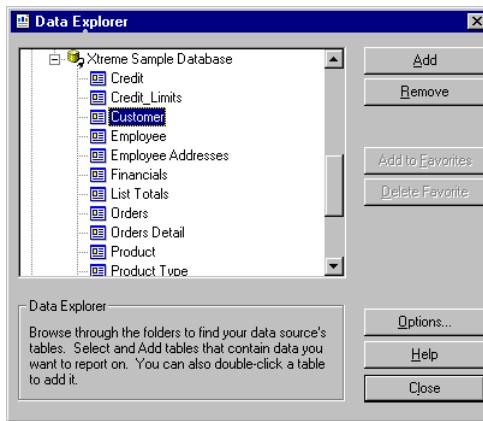 Data Explorer
Xtreme Sample Database
Credit
Credit_Limits
Customer
Employee
Employee Addresses
Financials
List Totals
Orders
Orders Detail
Product
Product Type
Add
Remove
Add to Favorites
Delete Favorite
Data Explorer
Browse through the folders to find your data source's
tables. Select and Add tables that contain data you
want to report on. You can also double-click a table
to add it.
Options...
Help
Close